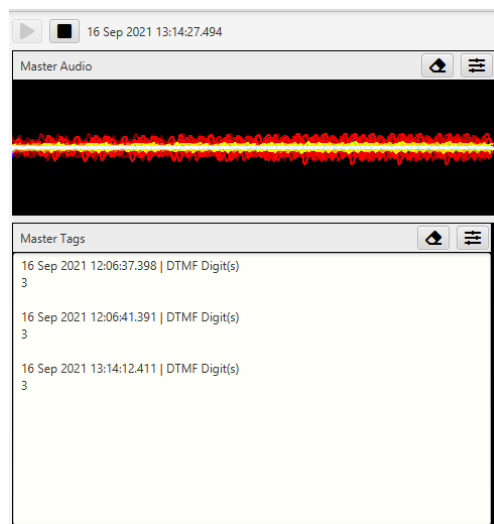 16 Sep 2021 13:14:27.494
Master Audio
Master Tags
16 Sep 2021 12:06:37.398 | DTMF Digit(s)
3
16 Sep 2021 12:06:41.391 | DTMF Digit(s)
3
16 Sep 2021 13:14:12.411 | DTMF Digit(s)
3